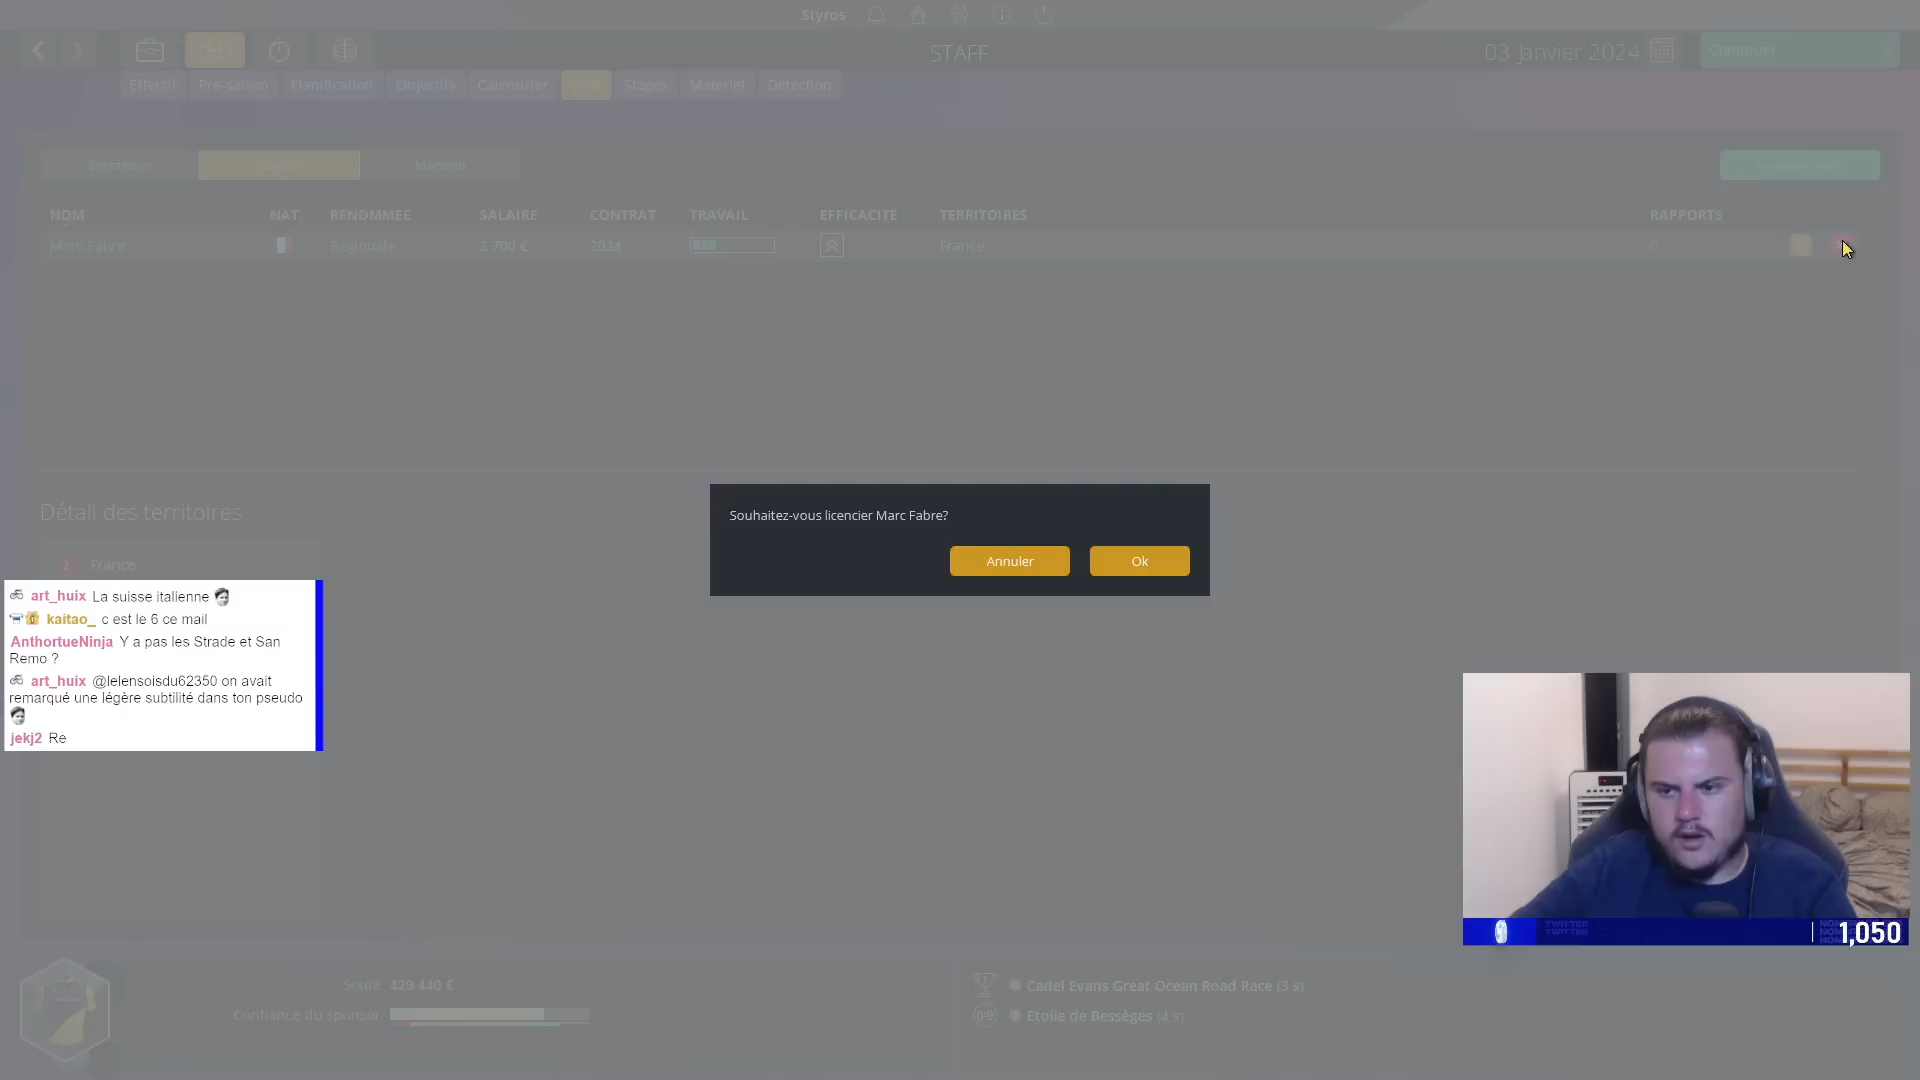 Styros
STAFF
03 Janvier 2024
Continuer
Effectif
Pré-saison
Planification
Objectifs
Calendrier
Staff
Stages
Matériel
Détection
Entraîneur
Médecin
NOM
NAT.
RENOMMÉE
SALAIRE
CONTRAT
TRAVAIL
EFFICACITÉ
TERRITOIRES
RAPPORTS
Marc Fabre
Régionale
2 700 €
2024
France
0
Détail des territoires
2 France
Souhaitez-vous licencier Marc Fabre?
Annuler
Ok
art_huix La suisse italienne
kaitao_ c est le 6 ce mail
AnthortueNinja Y a pas les Strade et San
Remo ?
art_huix @lelensoisdu62350 on avait
remarqué une légère subtilité dans ton pseudo
jekj2 Re
TWITTER
TWITTER
1,050
Solde 429 440 €
Confiance du sponsor
Cadel Evans Great Ocean Road Race (3 s)
Etoile de Bessèges (4 s)